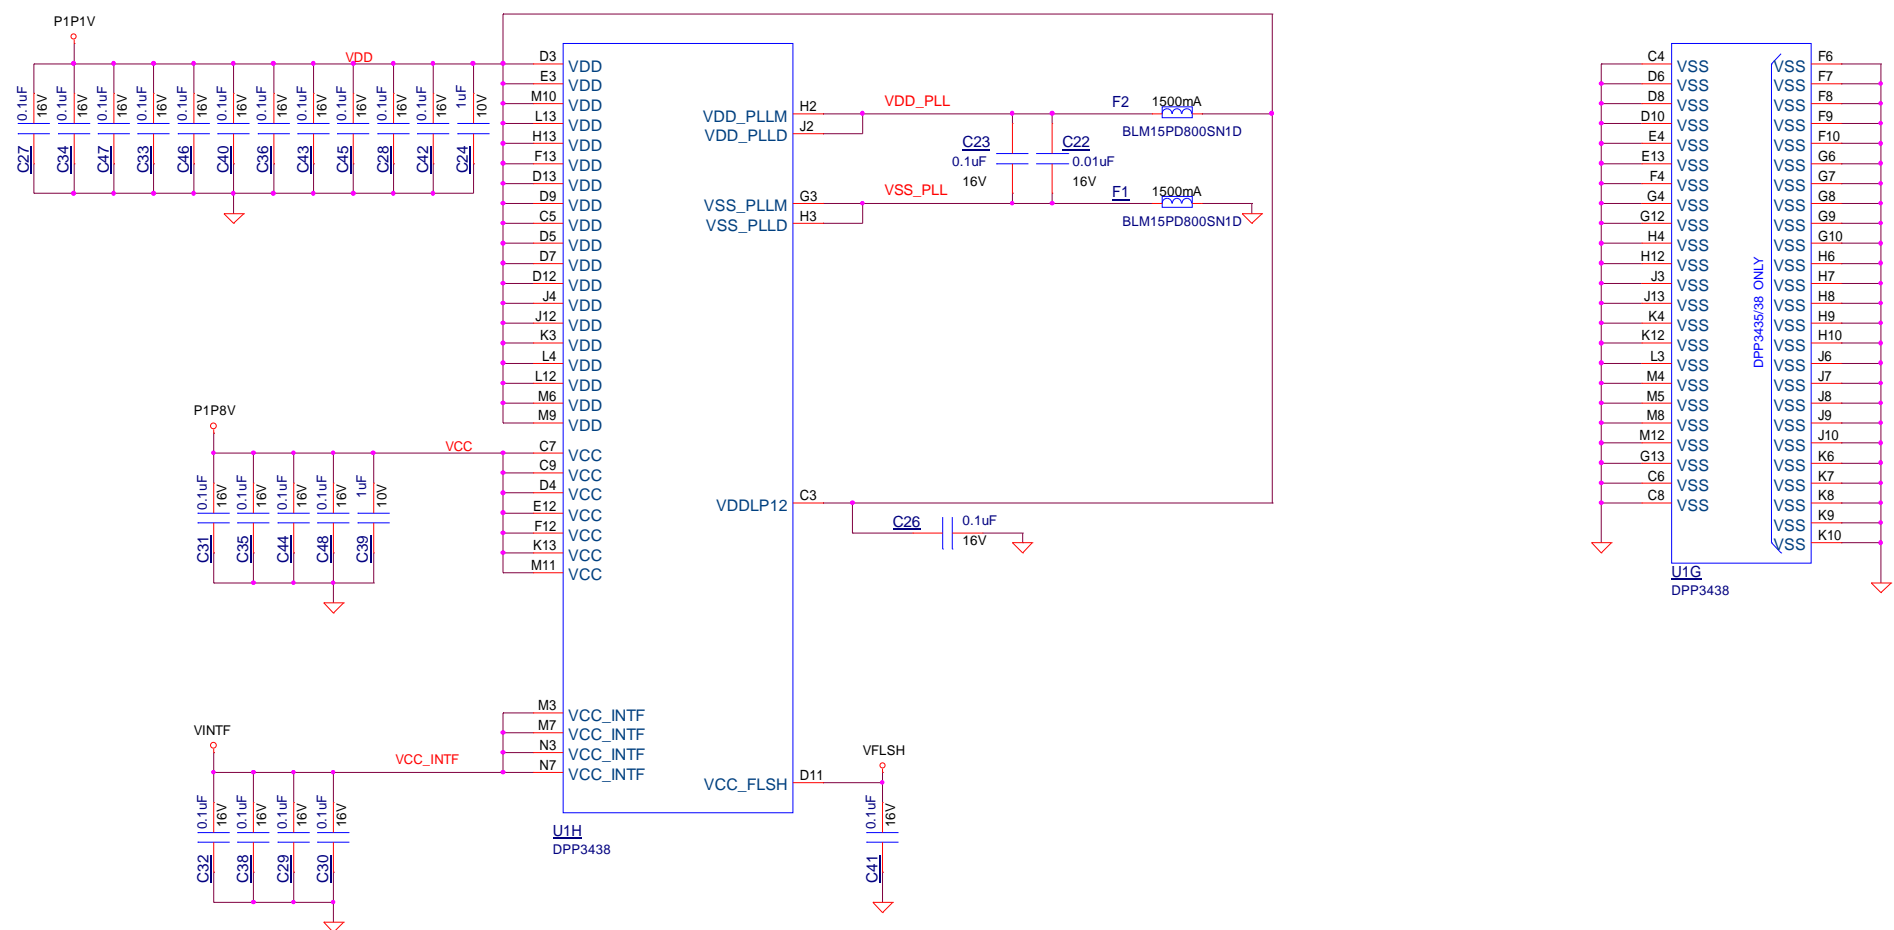 P1P1V
VDD
0.1uF 16V C27
0.1uF 16V C34
0.1uF 16V C47
0.1uF 16V C33
0.1uF 16V C46
0.1uF 16V C40
0.1uF 16V C36
0.1uF 16V C43
0.1uF 16V C45
0.1uF 16V C28
0.1uF 16V C42
1uF 10V C24
D3 VDD
E3 VDD
M10 VDD
L13 VDD
H13 VDD
F13 VDD
D13 VDD
D9 VDD
C5 VDD
D5 VDD
D7 VDD
D12 VDD
J4 VDD
J12 VDD
K3 VDD
L4 VDD
L12 VDD
M6 VDD
M9 VDD
P1P8V
VCC
0.1uF 16V C31
0.1uF 16V C35
0.1uF 16V C44
0.1uF 16V C48
1uF 10V C39
C7 VCC
C9 VCC
D4 VCC
E12 VCC
F12 VCC
K13 VCC
M11 VCC
VINTF
VCC_INTF
0.1uF 16V C32
0.1uF 16V C38
0.1uF 16V C29
0.1uF 16V C30
M3 VCC_INTF
M7 VCC_INTF
N3 VCC_INTF
N7 VCC_INTF
U1H
DPP3438
VDD_PLLM H2
VDD_PLLD J2
VDD_PLL
F2 1500mA
BLM15PD800SN1D
C23
0.1uF
16V
C22
0.01uF
16V
VSS_PLLM G3
VSS_PLLD H3
VSS_PLL
F1 1500mA
BLM15PD800SN1D
VDDLP12 C3
C26 0.1uF
16V
VFLSH
VCC_FLSH D11
0.1uF 16V C41
C4 VSS
D6 VSS
D8 VSS
D10 VSS
E4 VSS
E13 VSS
F4 VSS
G4 VSS
G12 VSS
H4 VSS
H12 VSS
J3 VSS
J13 VSS
K4 VSS
K12 VSS
L3 VSS
M4 VSS
M5 VSS
M8 VSS
M12 VSS
G13 VSS
C6 VSS
C8 VSS
DPP3435/38 ONLY
VSS F6
VSS F7
VSS F8
VSS F9
VSS F10
VSS G6
VSS G7
VSS G8
VSS G9
VSS G10
VSS H6
VSS H7
VSS H8
VSS H9
VSS H10
VSS J6
VSS J7
VSS J8
VSS J9
VSS J10
VSS K6
VSS K7
VSS K8
VSS K9
VSS K10
U1G
DPP3438